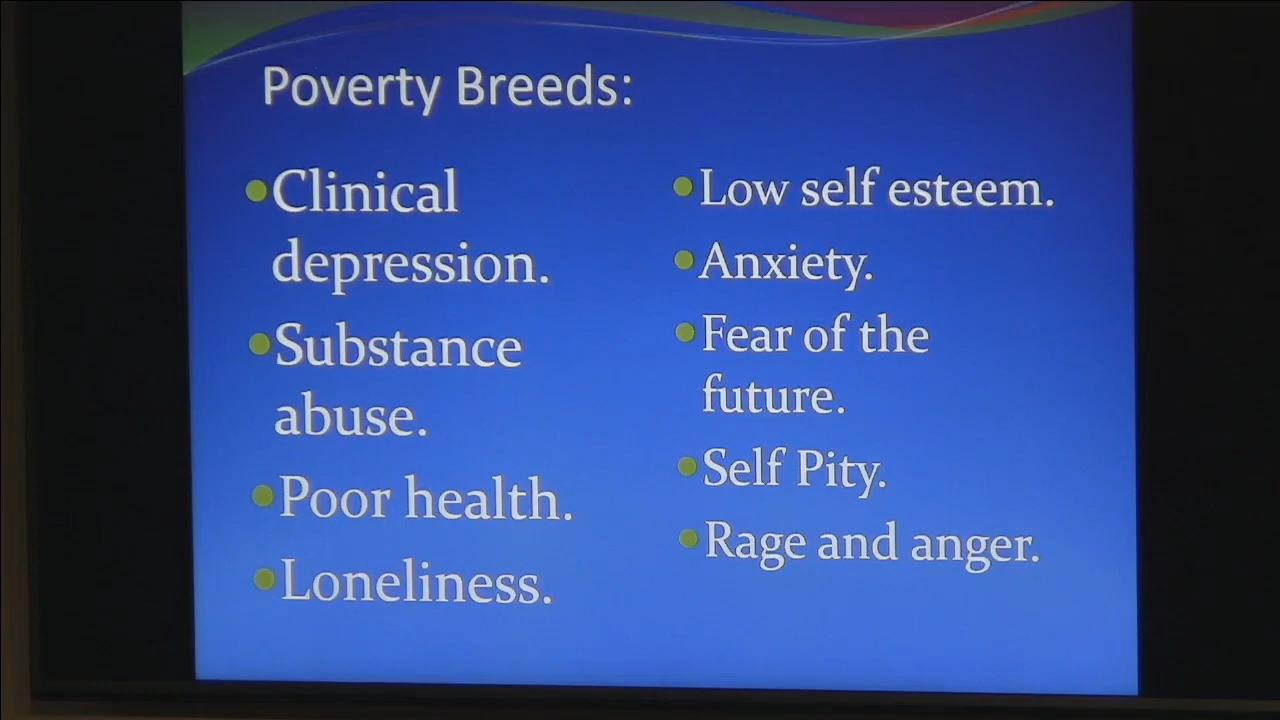 Poverty Breeds:
•Clinical
depression.
•Substance
abuse.
•Poor health.
•Loneliness.
•Low self esteem.
•Anxiety.
•Fear of the
future.
•Self Pity.
•Rage and anger.